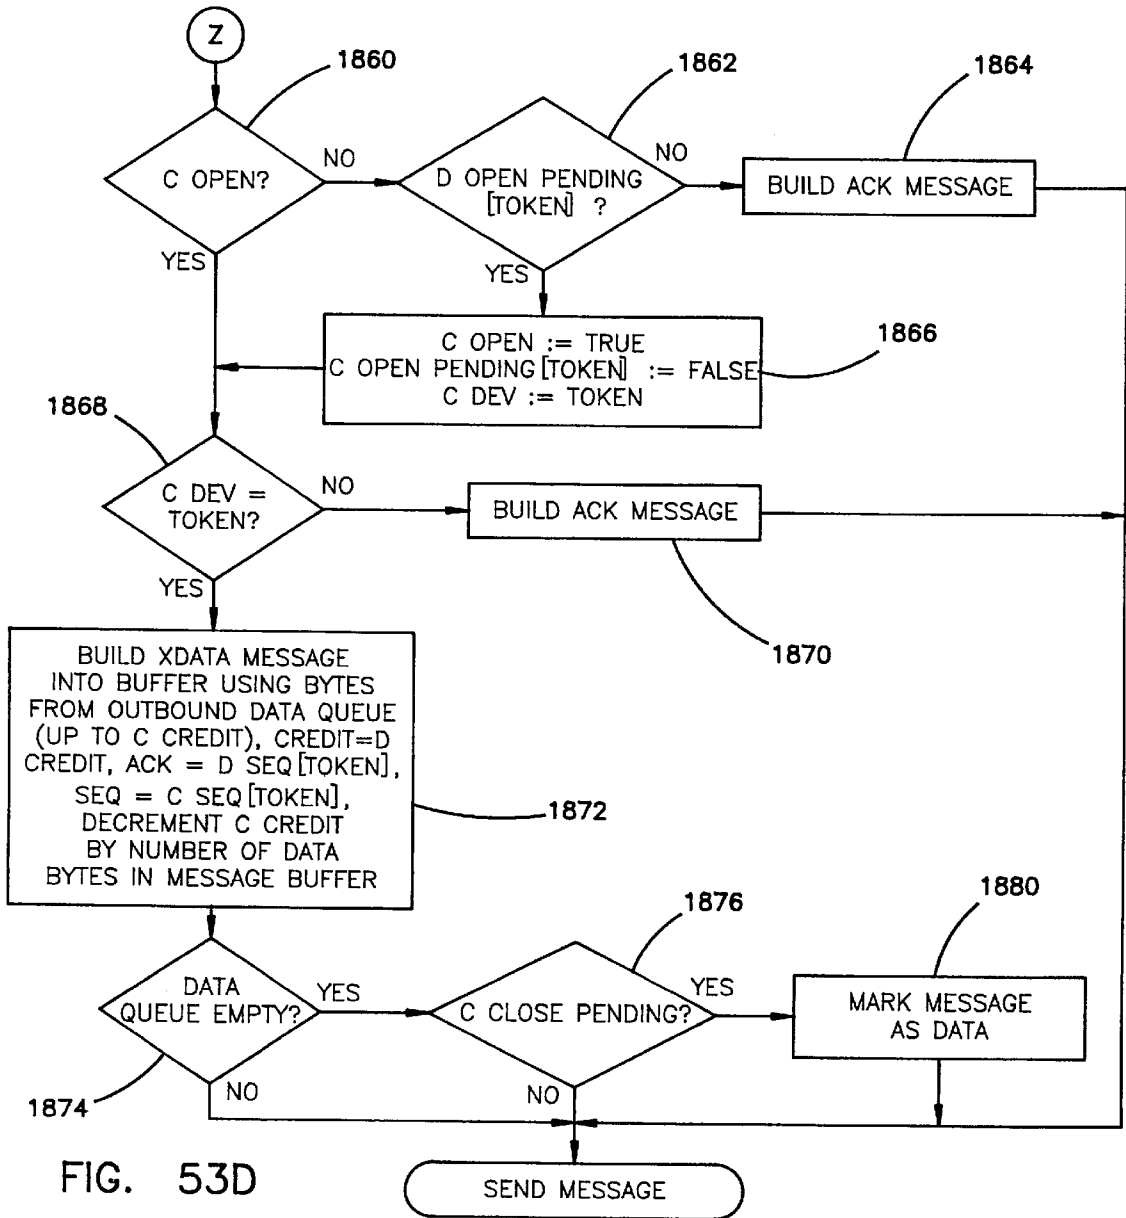 Z
1860
1862
1864
C OPEN?
NO
D OPEN PENDING
[TOKEN] ?
NO
BUILD ACK MESSAGE
YES
YES
C OPEN := TRUE
C OPEN PENDING[TOKEN] := FALSE
C DEV := TOKEN
1866
1868
C DEV =
TOKEN?
NO
BUILD ACK MESSAGE
YES
1870
BUILD XDATA MESSAGE
INTO BUFFER USING BYTES
FROM OUTBOUND DATA QUEUE
(UP TO C CREDIT), CREDIT=D
CREDIT, ACK = D SEQ[TOKEN],
SEQ = C SEQ[TOKEN],
DECREMENT C CREDIT
BY NUMBER OF DATA
BYTES IN MESSAGE BUFFER
1872
1876
1880
DATA
QUEUE EMPTY?
YES
C CLOSE PENDING?
YES
MARK MESSAGE
AS DATA
1874
NO
NO
FIG. 53D
SEND MESSAGE